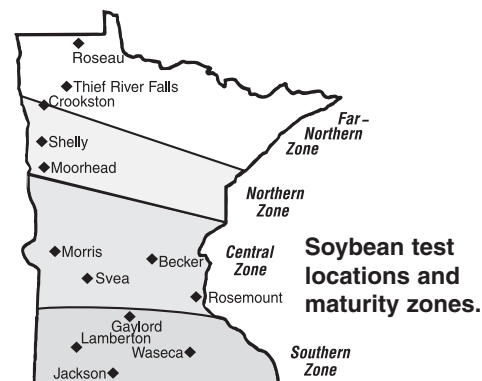 Roseau
Thief River Falls
Crookston
Far–
Northern
Zone
Shelly
Moorhead
Northern
Zone
Morris
Becker
Central
Zone
Svea
Rosemount
Soybean test
locations and
maturity zones.
Gaylord
Lamberton
Waseca
Jackson
Southern
Zone